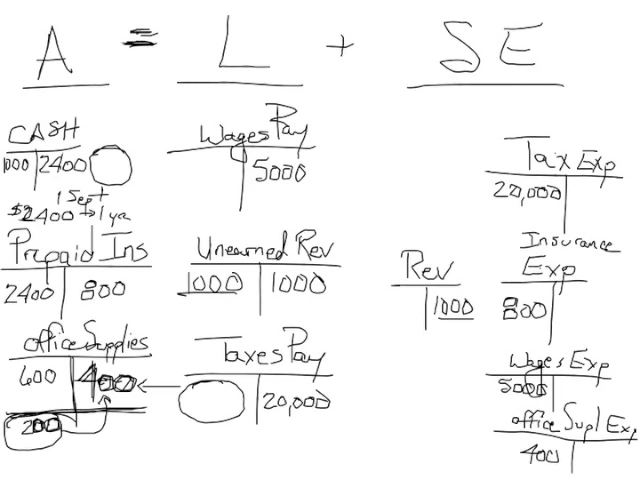 A = L + SE
CASH
1000 2400
1 Sept
$2400 → 1 yr
Prepaid Ins
2400 800
Office Supplies
600 400
200
Wages Pay
5000
Unearned Rev
1000 1000
Taxes Pay
20,000
Rev
1000
Tax Exp
20,000
Insurance
Exp
800
Wages Exp
5000
Office Supl Exp
400